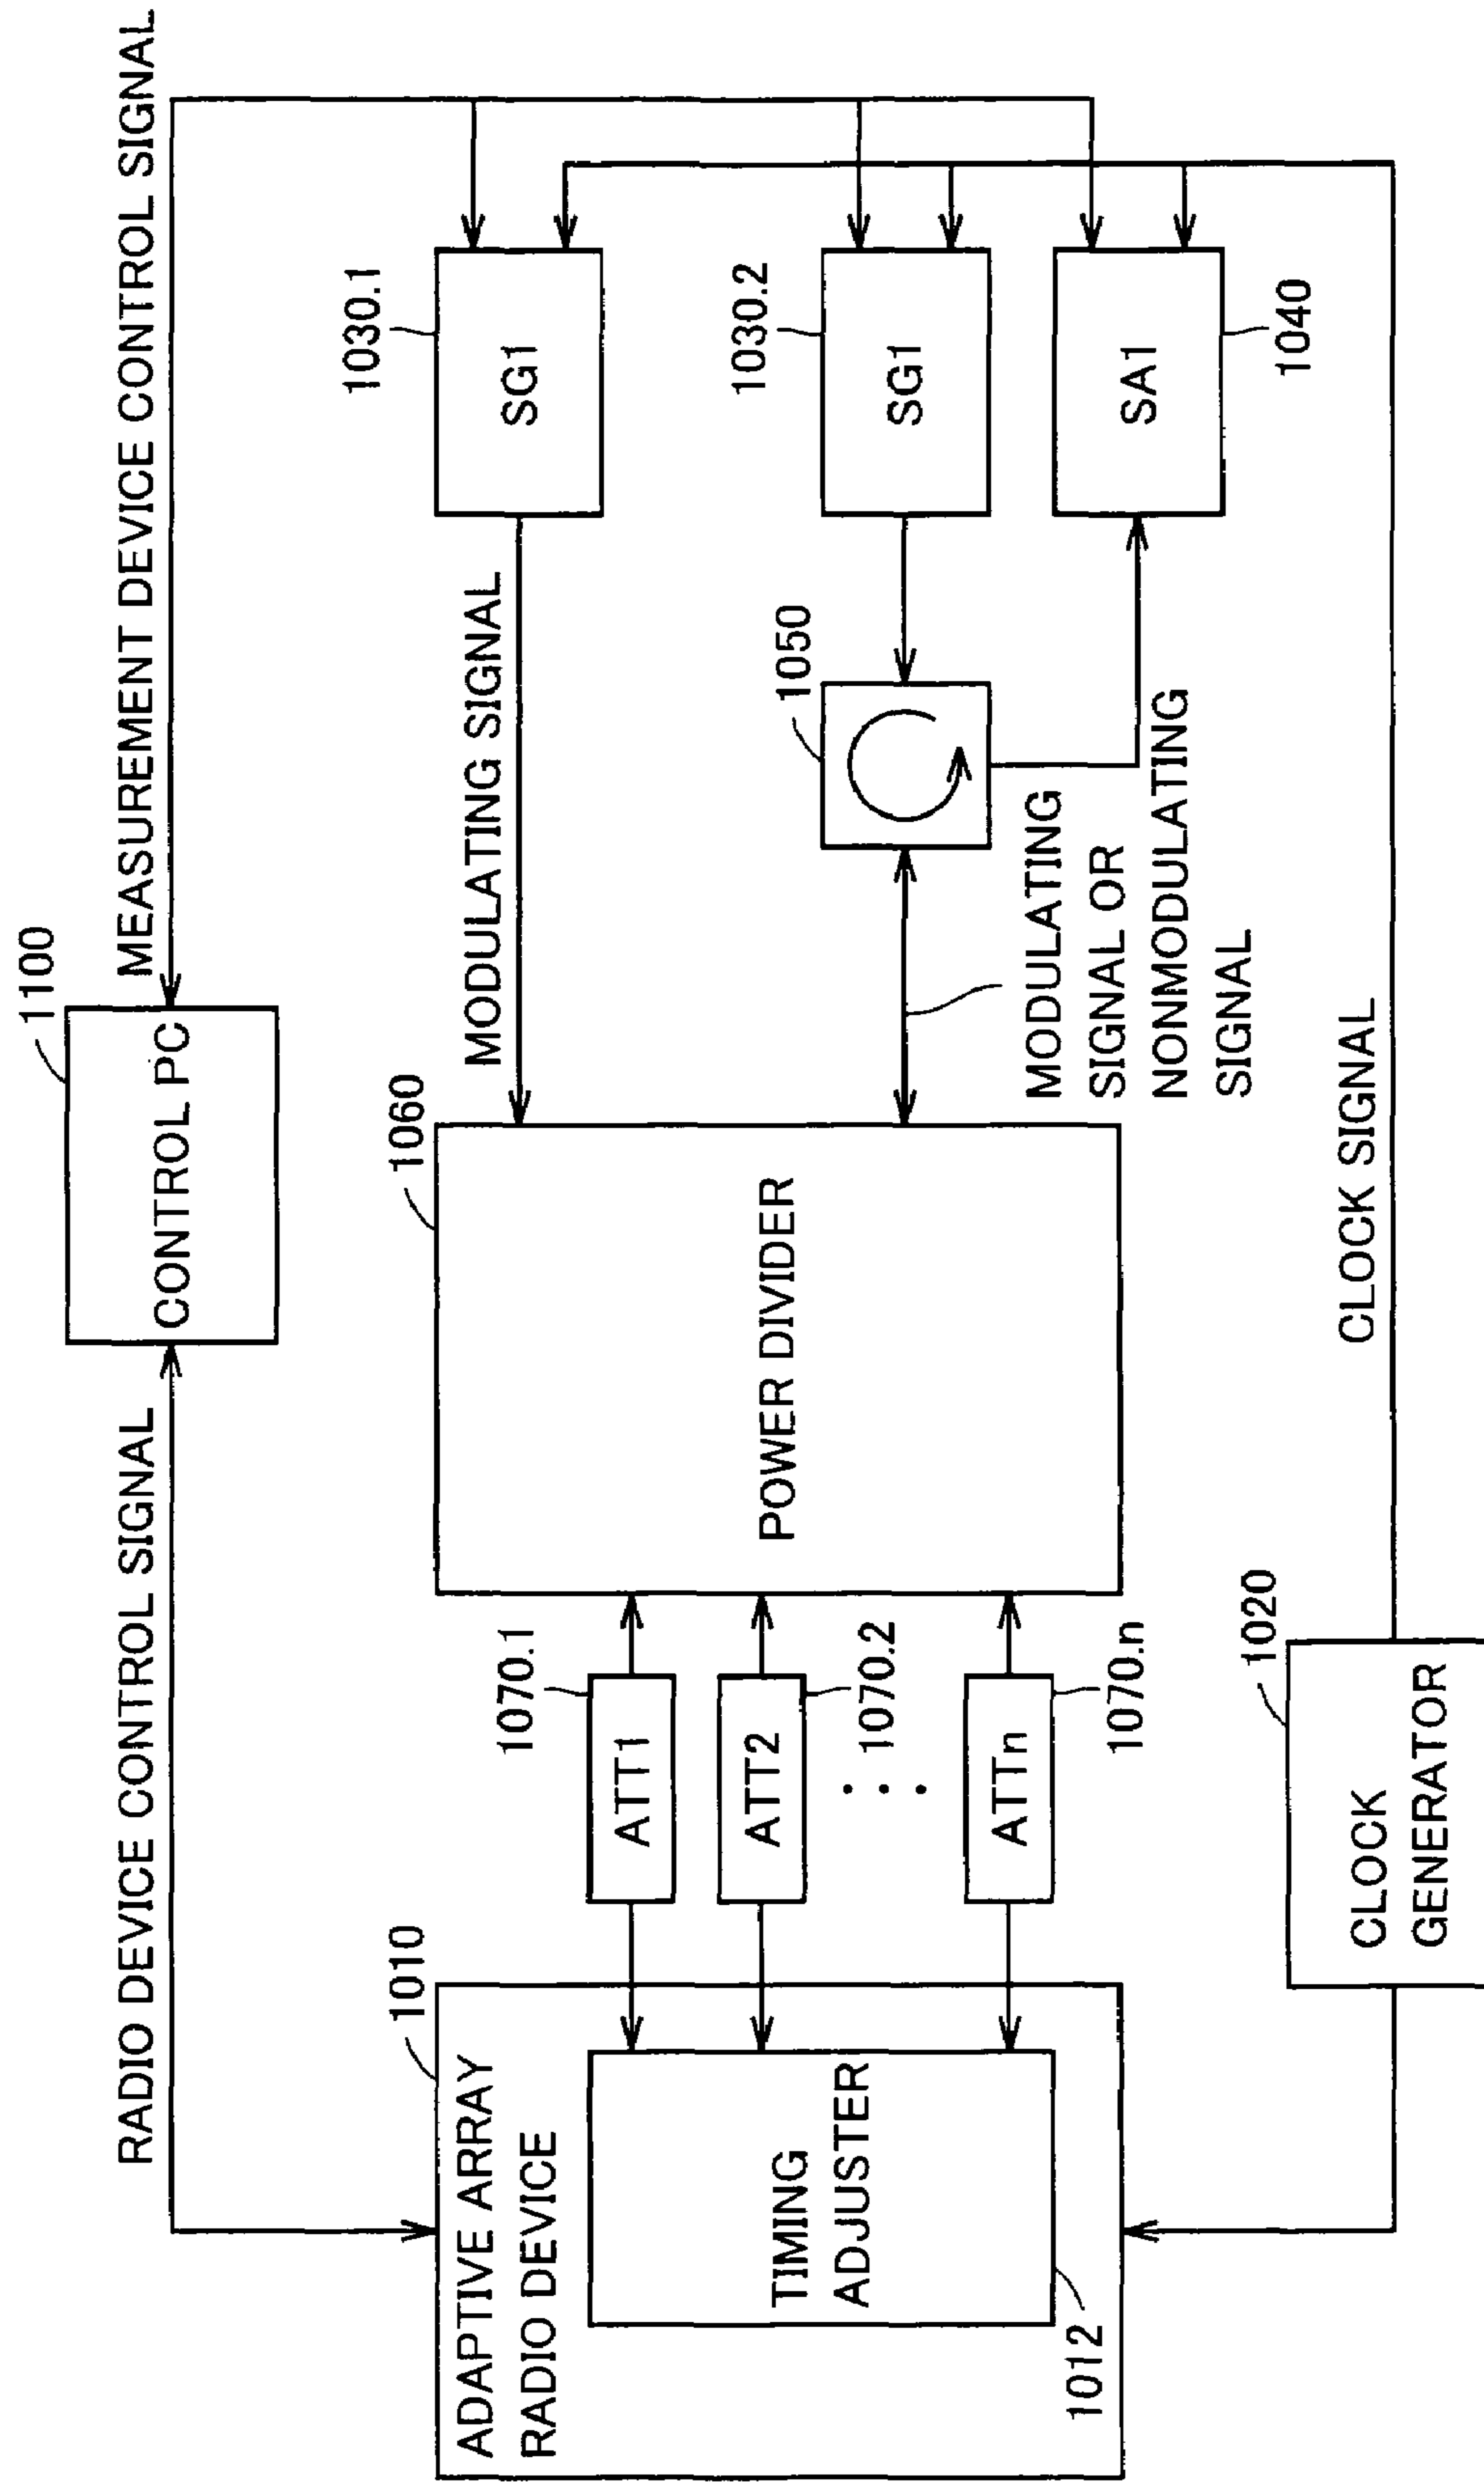 1100
CONTROL PC
RADIO DEVICE CONTROL SIGNAL
MEASUREMENT DEVICE CONTROL SIGNAL
1010
ADAPTIVE ARRAY
RADIO DEVICE
TIMING
ADJUSTER
1012
1070.1
ATT1
ATT2
1070.2
ATTn
1070.n
1060
POWER DIVIDER
MODULATING SIGNAL
1030.1
SG1
1030.2
SG1
1050
SA1
1040
MODULATING
SIGNAL OR
NONMODULATING
SIGNAL
1020
CLOCK
GENERATOR
CLOCK SIGNAL